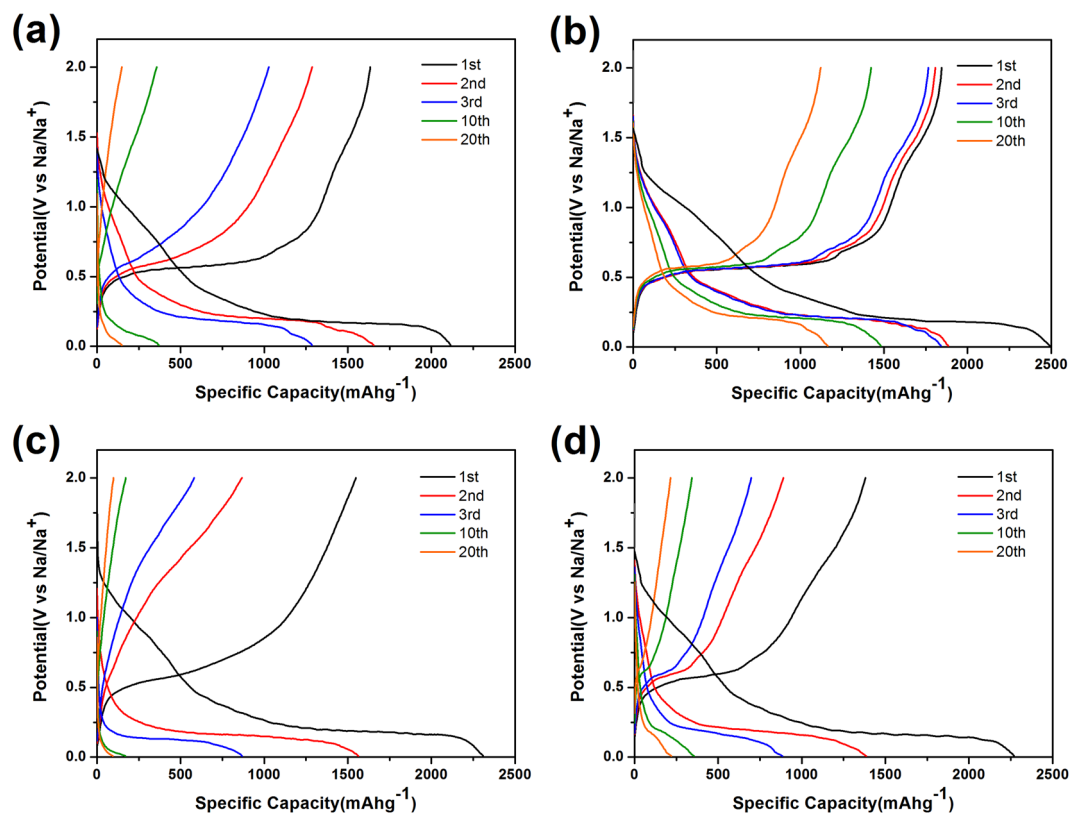 (a)
2.0
1.5
1.0
0.5
0.0
Potential(V vs Na/Na⁺)
1st
2nd
3rd
10th
20th
0
500
1000
1500
2000
2500
Specific Capacity(mAhg⁻¹)
(b)
2.0
1.5
1.0
0.5
0.0
Potential(V vs Na/Na⁺)
1st
2nd
3rd
10th
20th
0
500
1000
1500
2000
2500
Specific Capacity(mAhg⁻¹)
(c)
2.0
1.5
1.0
0.5
0.0
Potential(V vs Na/Na⁺)
1st
2nd
3rd
10th
20th
0
500
1000
1500
2000
2500
Specific Capacity(mAhg⁻¹)
(d)
2.0
1.5
1.0
0.5
0.0
Potential(V vs Na/Na⁺)
1st
2nd
3rd
10th
20th
0
500
1000
1500
2000
2500
Specific Capacity(mAhg⁻¹)